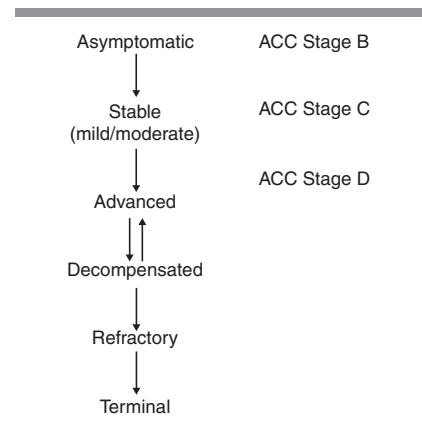 Asymptomatic ACC Stage B
Stable ACC Stage C
(mild/moderate)
ACC Stage D
Advanced
Decompensated
Refractory
Terminal